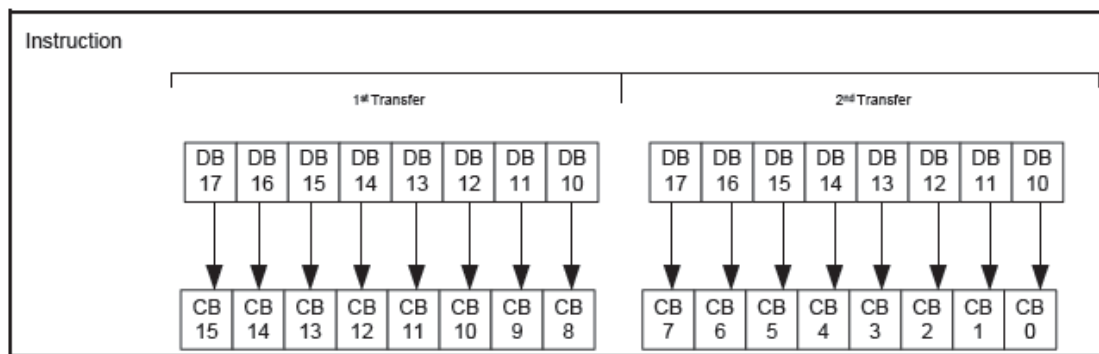 Instruction
1st Transfer 2nd Transfer
DB DB DB DB DB DB DB DB DB DB DB DB DB DB DB DB
17 16 15 14 13 12 11 10 17 16 15 14 13 12 11 10
CB CB CB CB CB CB CB CB CB CB CB CB CB CB CB CB
15 14 13 12 11 10 9 8 7 6 5 4 3 2 1 0